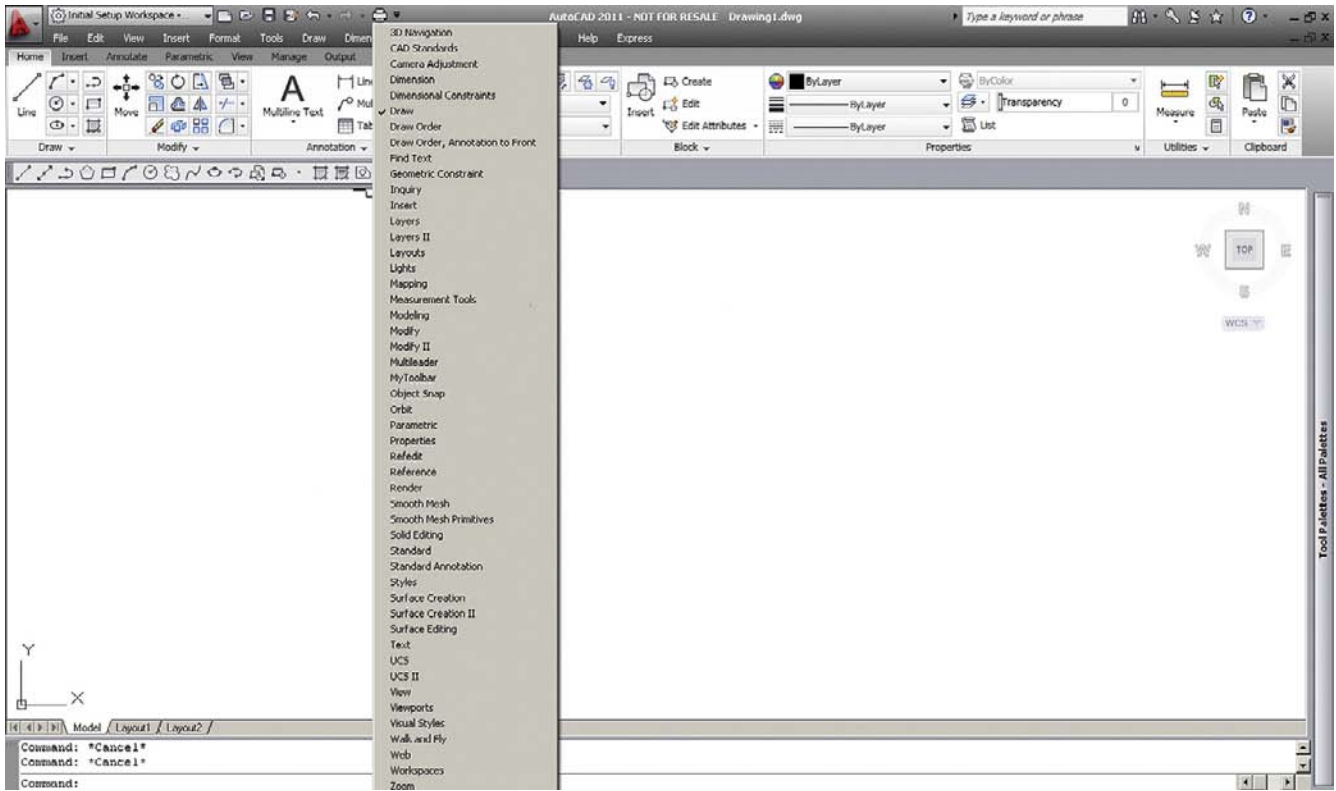 Initial Setup Workspace
AutoCAD 2011 - NOT FOR RESALE Drawing1.dwg
Type a keyword or phrase
File Edit View Insert Format Tools Draw Dimen
Help Express
Home Insert Annotate Parametric View Manage Output
Line
Move
A
Multiline Text
Line
Mul
Tab
Insert
Create
Edit
Edit Attributes
ByLayer
ByLayer
ByLayer
ByColor
Transparency 0
List
Measure
Paste
Draw
Modify
Annotation
Block
Properties
Utilities
Clipboard
3D Navigation
CAD Standards
Camera Adjustment
Dimension
Dimensional Constraints
Draw
Draw Order
Draw Order, Annotation to Front
Find Text
Geometric Constraint
Inquiry
Insert
Layers
Layers II
Layouts
Lights
Mapping
Measurement Tools
Modeling
Modify
Modify II
Multileader
MyToolbar
Object Snap
Orbit
Parametric
Properties
Refedit
Reference
Render
Smooth Mesh
Smooth Mesh Primitives
Solid Editing
Standard
Standard Annotation
Styles
Surface Creation
Surface Creation II
Surface Editing
Text
UCS
UCS II
View
Viewports
Visual Styles
Walk and Fly
Web
Workspaces
Zoom
N
W
TOP
E
S
WCS
Tool Palettes - All Palettes
Y
X
Model Layout1 Layout2
Command: *Cancel*
Command: *Cancel*
Command: